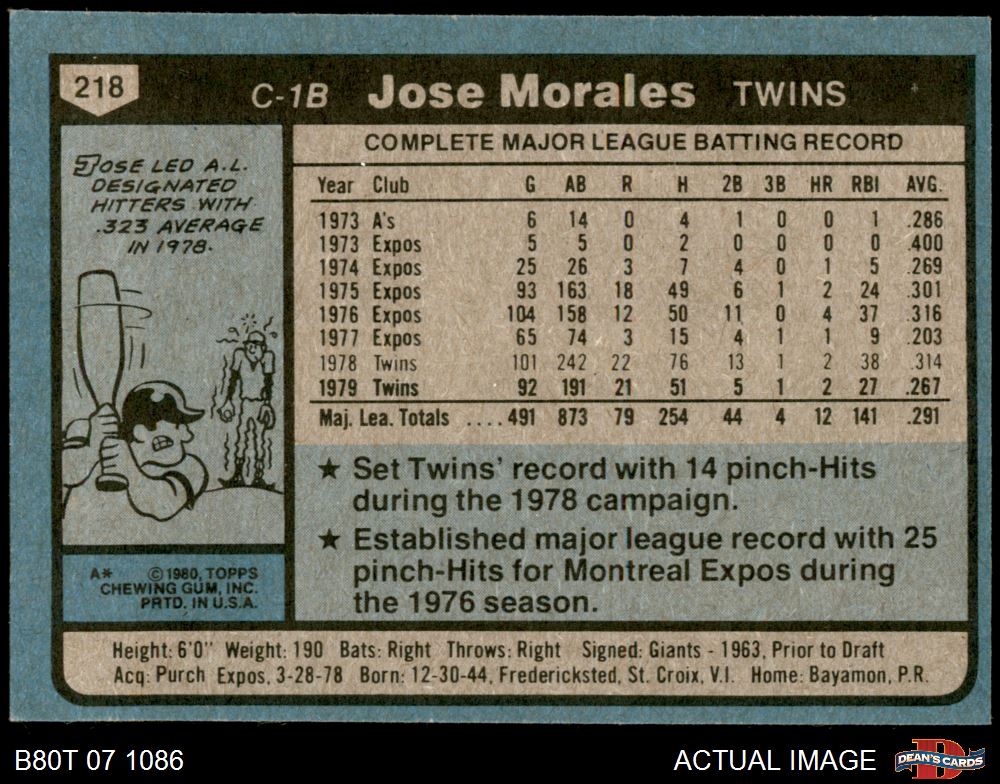 218
C-1B Jose Morales TWINS
JOSE LED A.L.
DESIGNATED
HITTERS WITH
.323 AVERAGE
IN 1978.
COMPLETE MAJOR LEAGUE BATTING RECORD
Year Club G AB R H 2B 3B HR RBI AVG.
1973 A's 6 14 0 4 1 0 0 1 .286
1973 Expos 5 5 0 2 0 0 0 0 .400
1974 Expos 25 26 3 7 4 0 1 5 .269
1975 Expos 93 163 18 49 6 1 2 24 .301
1976 Expos 104 158 12 50 11 0 4 37 .316
1977 Expos 65 74 3 15 4 1 1 9 .203
1978 Twins 101 242 22 76 13 1 2 38 .314
1979 Twins 92 191 21 51 5 1 2 27 .267
Maj. Lea. Totals ....491 873 79 254 44 4 12 141 .291
★ Set Twins' record with 14 pinch-Hits
during the 1978 campaign.
★ Established major league record with 25
pinch-Hits for Montreal Expos during
the 1976 season.
A* ©1980, TOPPS
CHEWING GUM, INC.
PRTD. IN U.S.A.
Height: 6'0" Weight: 190 Bats: Right Throws: Right Signed: Giants - 1963, Prior to Draft
Acq: Purch Expos, 3-28-78 Born: 12-30-44, Fredericksted, St. Croix, V.I. Home: Bayamon, P.R.
B80T 07 1086 ACTUAL IMAGE
D
DEAN'S CARDS